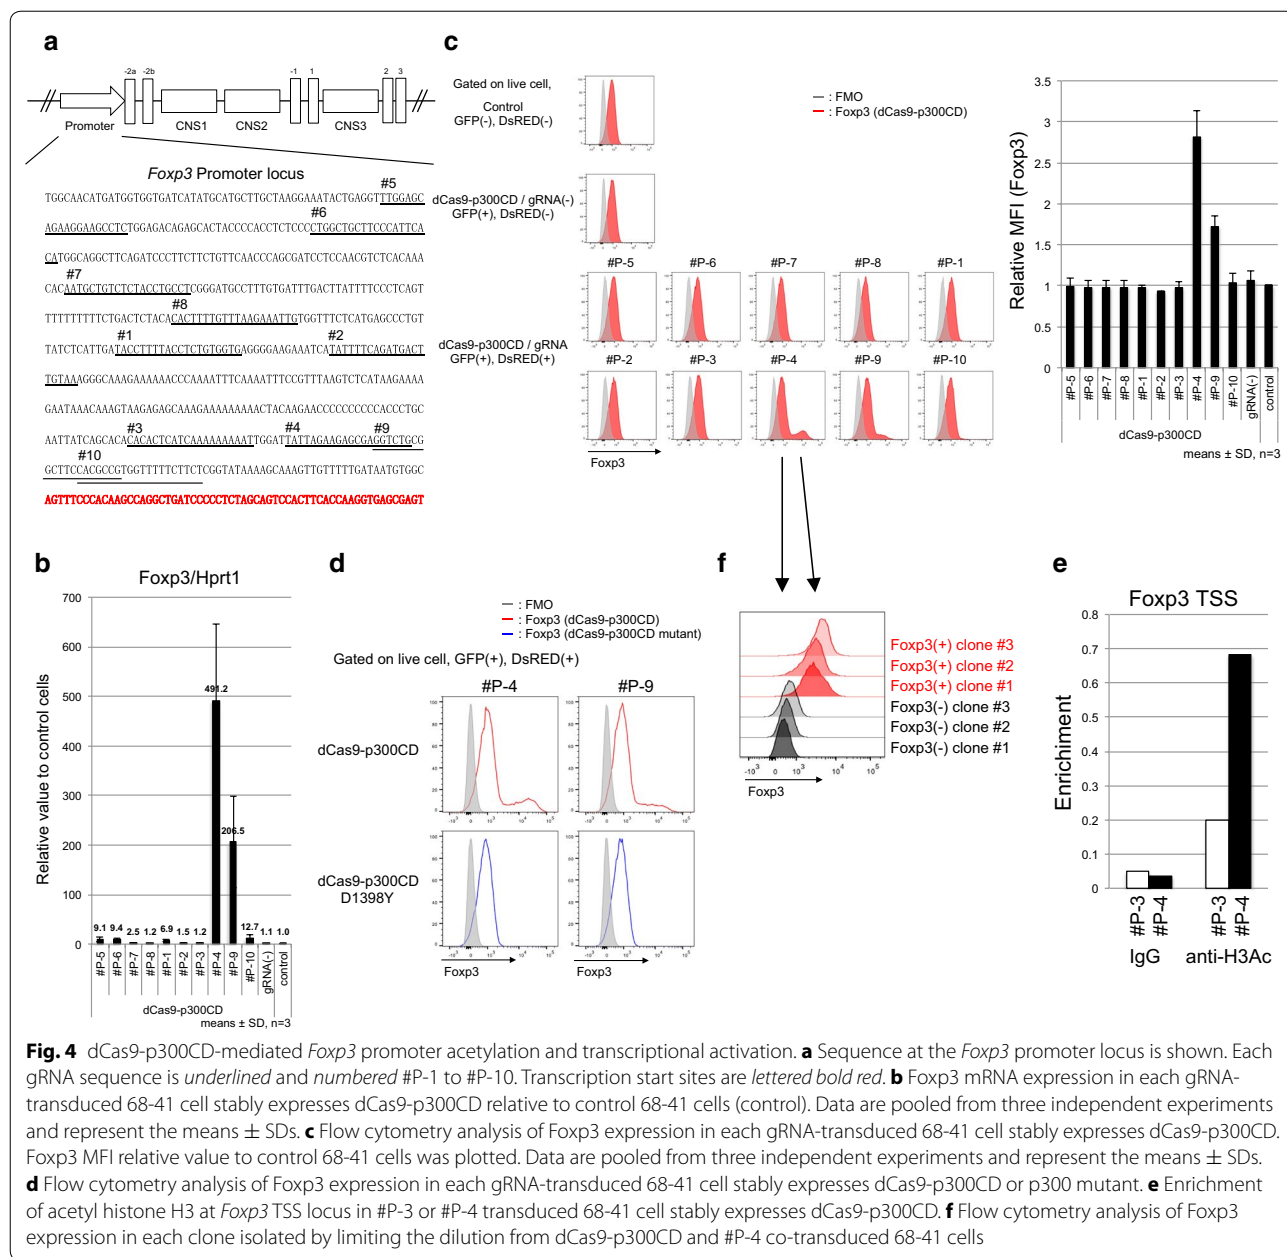 a
-2a -2b -1 1 2 3
Promoter CNS1 CNS2 CNS3
Foxp3 Promoter locus
#5
TGGCAACATGATGGTGGTGATCATATGCATGCTTGCTAAGGAAATACTGAGGTTTGGAGC
#6
AGAAGGAAGCCTCTGGAGACAGAGCACTACCCCACCTCTCCCCTGGCTGCTTCCCATTCA
CATGGCAGGCTTCAGATCCCTTCTTCTGTTCAACCCAGCGATCCTCCAACGTCTCACAAA
#7
CACAATGCTGTCTCTACCTGCCTCGGGATGCCTTTGTGATTTGACTTATTTTCCCTCAGT
#8
TTTTTTTTTTCTGACTCTACACACTTTTGTTTAAGAAATTGTGGTTTCTCATGAGCCCTGT
#1 #2
TATCTCATTGATACCTTTTACCTCTGTGGTGAGGGGAAGAAATCATATTTTCAGATGACT
TGTAAAGGGCAAAGAAAAAACCCAAAATTTCAAAATTTCCGTTTAAGTCTCATAAGAAAA
GAATAAACAAAGTAAGAGAGCAAAGAAAAAAAAAACTACAAGAACCCCCCCCCCACCCTGC
#3 #4 #9
AATTATCAGCACACACACTCATCAAAAAAAAATTGGATTATTAGAAGAGCGAGGTCTGCG
#10
GCTTCCACGCCGTGGTTTTTCTTCTCGGTATAAAAGCAAAGTTGTTTTTGATAATGTGGC
AGTTTCCCACAAGCCAGGCTGATCCCCCCTCTAGCAGTCCACTTCACCAAGGTGAGCGAGT
b
Foxp3/Hprt1
Relative value to control cells
700
600
500
400
300
200
100
0
9.1 9.4 2.5 1.2 6.9 1.5 1.2 491.2 206.5 12.7 1.1 1.0
#P-5 #P-6 #P-7 #P-8 #P-1 #P-2 #P-3 #P-4 #P-9 #P-10 gRNA(-) control
dCas9-p300CD
means ± SD, n=3
c
Gated on live cell,
Control
GFP(-), DsRED(-)
: FMO
: Foxp3 (dCas9-p300CD)
dCas9-p300CD / gRNA(-)
GFP(+), DsRED(-)
#P-5 #P-6 #P-7 #P-8 #P-1
dCas9-p300CD / gRNA
GFP(+), DsRED(+)
#P-2 #P-3 #P-4 #P-9 #P-10
Foxp3
Relative MFI (Foxp3)
3.5
3
2.5
2
1.5
1
0.5
0
#P-5 #P-6 #P-7 #P-8 #P-1 #P-2 #P-3 #P-4 #P-9 #P-10 gRNA(-) control
dCas9-p300CD
means ± SD, n=3
d
: FMO
: Foxp3 (dCas9-p300CD)
: Foxp3 (dCas9-p300CD mutant)
Gated on live cell, GFP(+), DsRED(+)
#P-4 #P-9
dCas9-p300CD
dCas9-p300CD
D1398Y
Foxp3 Foxp3
f
Foxp3(+) clone #3
Foxp3(+) clone #2
Foxp3(+) clone #1
Foxp3(-) clone #3
Foxp3(-) clone #2
Foxp3(-) clone #1
-10³ 0 10³ 10⁴ 10⁵
Foxp3
e
Foxp3 TSS
Enrichiment
0.8
0.7
0.6
0.5
0.4
0.3
0.2
0.1
0
#P-3 #P-4 #P-3 #P-4
IgG anti-H3Ac
Fig. 4 dCas9-p300CD-mediated Foxp3 promoter acetylation and transcriptional activation. a Sequence at the Foxp3 promoter locus is shown. Each
gRNA sequence is underlined and numbered #P-1 to #P-10. Transcription start sites are lettered bold red. b Foxp3 mRNA expression in each gRNA-
transduced 68-41 cell stably expresses dCas9-p300CD relative to control 68-41 cells (control). Data are pooled from three independent experiments
and represent the means ± SDs. c Flow cytometry analysis of Foxp3 expression in each gRNA-transduced 68-41 cell stably expresses dCas9-p300CD.
Foxp3 MFI relative value to control 68-41 cells was plotted. Data are pooled from three independent experiments and represent the means ± SDs.
d Flow cytometry analysis of Foxp3 expression in each gRNA-transduced 68-41 cell stably expresses dCas9-p300CD or p300 mutant. e Enrichment
of acetyl histone H3 at Foxp3 TSS locus in #P-3 or #P-4 transduced 68-41 cell stably expresses dCas9-p300CD. f Flow cytometry analysis of Foxp3
expression in each clone isolated by limiting the dilution from dCas9-p300CD and #P-4 co-transduced 68-41 cells